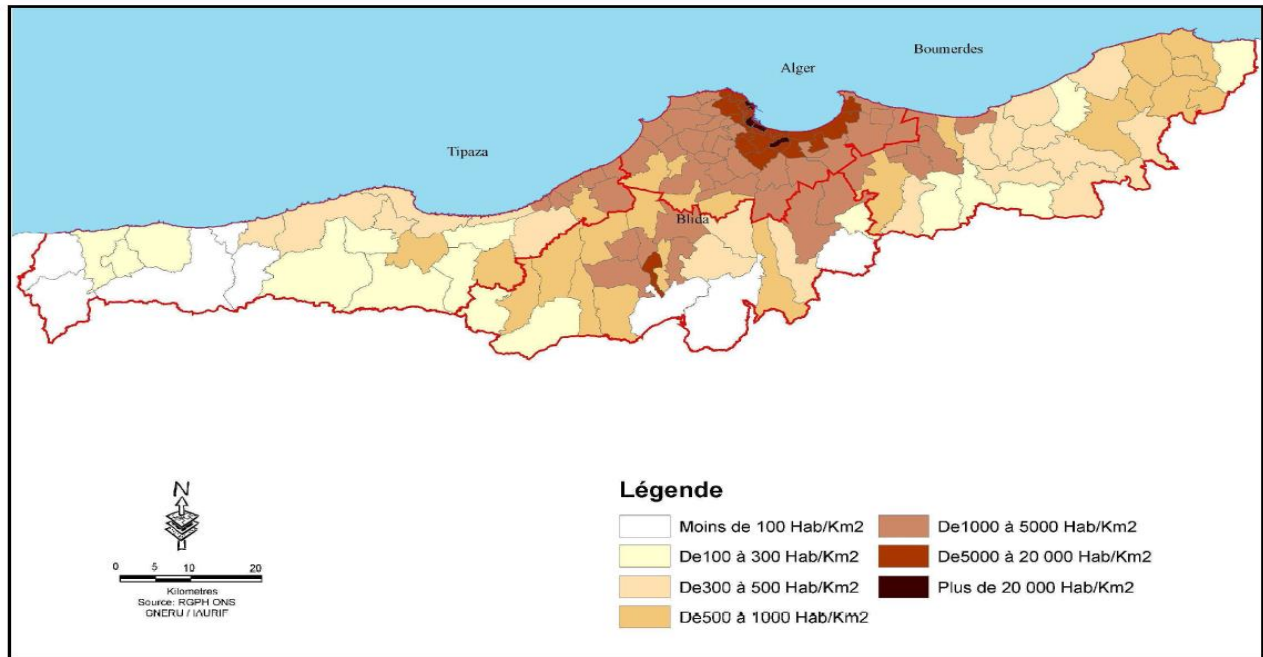 Boumerdes
Alger
Tipaza
Blida
N
0 5 10 20
Kilometres
Source: RGPH ONS
CNERU / IAURIF
Légende
Moins de 100 Hab/Km2
De100 à 300 Hab/Km2
De300 à 500 Hab/Km2
De500 à 1000 Hab/Km2
De1000 à 5000 Hab/Km2
De5000 à 20 000 Hab/Km2
Plus de 20 000 Hab/Km2